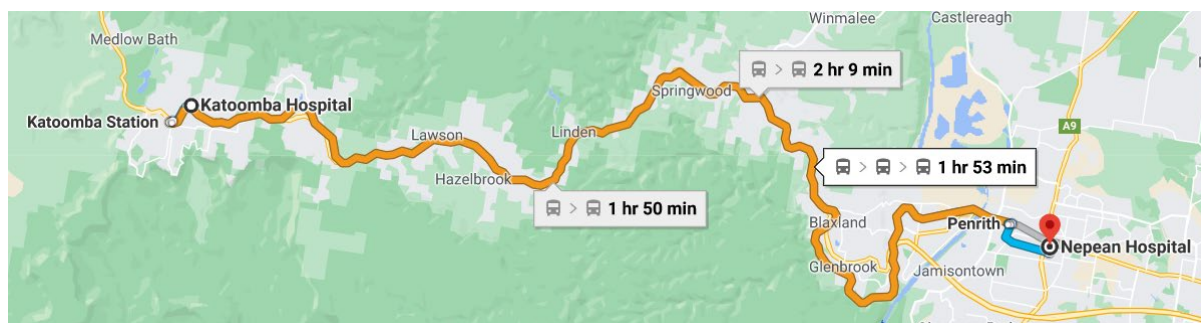 Winmalee
Castlereagh
Medlow Bath
2 hr 9 min
Springwood
Katoomba Hospital
Katoomba Station
A9
Linden
Lawson
> > 1 hr 53 min
Hazelbrook
> 1 hr 50 min
Blaxland
Penrith
Nepean Hospital
Glenbrook
Jamisontown